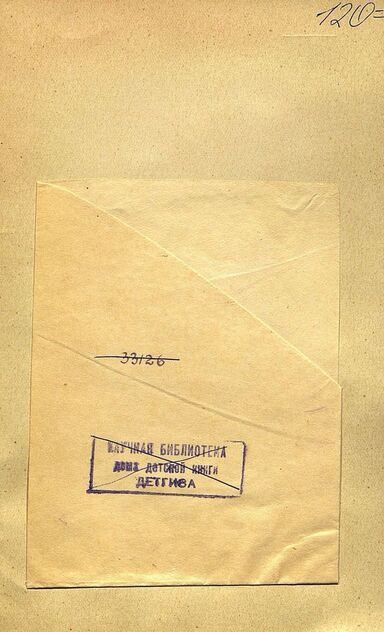 120=
33126
НАУЧНАЯ БИБЛИОТЕКА
ДОМА ДЕТСКОЙ КНИГИ
ДЕТГИЗА